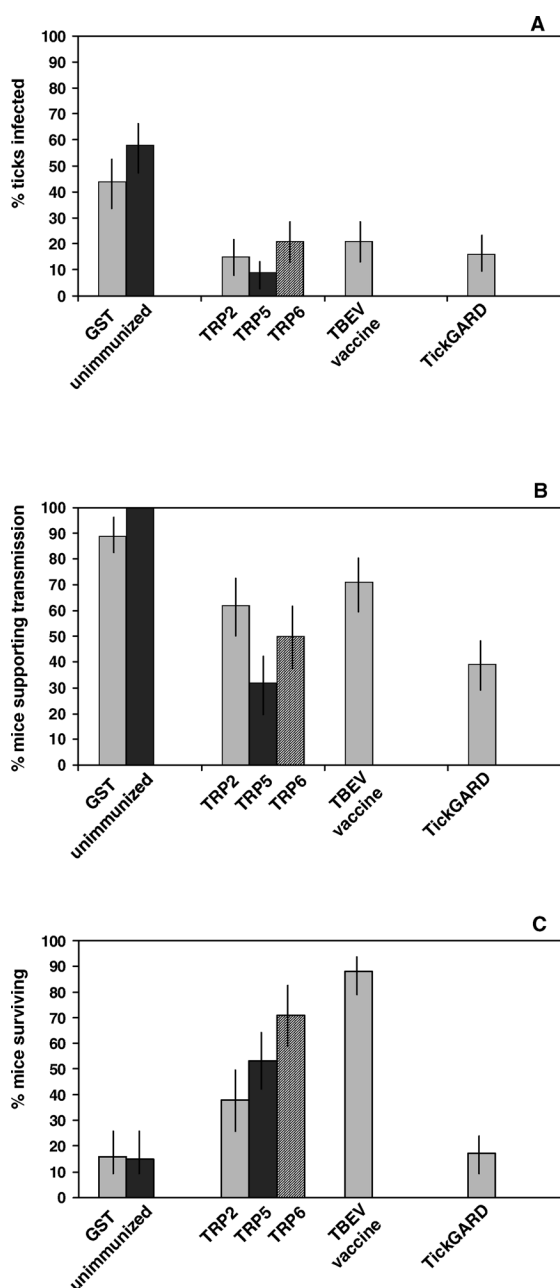 A
% ticks infected
100
90
80
70
60
50
40
30
20
10
0
GST
unimmunized
TRP2
TRP5
TRP6
TBEV
vaccine
TickGARD
B
% mice supporting transmission
100
90
80
70
60
50
40
30
20
10
0
GST
unimmunized
TRP2
TRP5
TRP6
TBEV
vaccine
TickGARD
C
% mice surviving
100
90
80
70
60
50
40
30
20
10
0
GST
unimmunized
TRP2
TRP5
TRP6
TBEV
vaccine
TickGARD